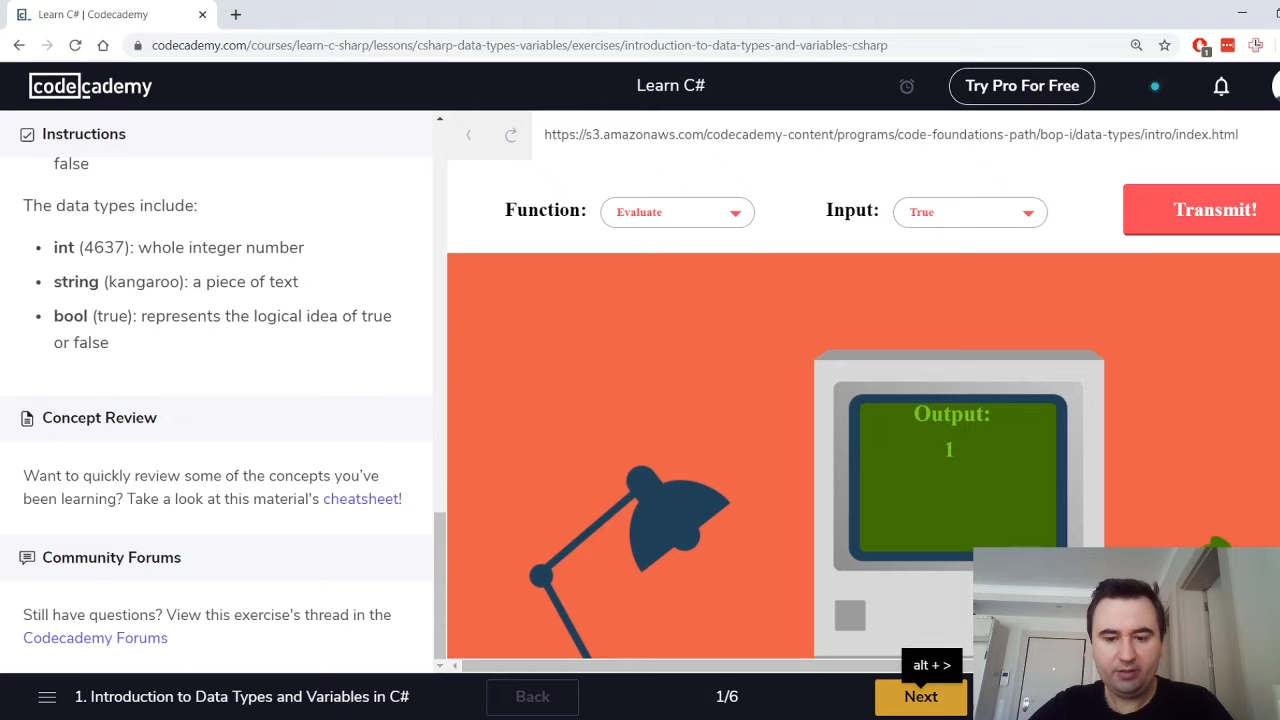 Learn C# | Codecademy
codecademy.com/courses/learn-c-sharp/lessons/csharp-data-types-variables/exercises/introduction-to-data-types-and-variables-csharp
1
codecademy
Learn C#
Try Pro For Free
Instructions
https://s3.amazonaws.com/codecademy-content/programs/code-foundations-path/bop-i/data-types/intro/index.html
false
The data types include:
• int (4637): whole integer number
• string (kangaroo): a piece of text
• bool (true): represents the logical idea of true
or false
Concept Review
Want to quickly review some of the concepts you've
been learning? Take a look at this material's cheatsheet!
Community Forums
Still have questions? View this exercise's thread in the
Codecademy Forums
Function: Evaluate Input: True Transmit!
Output:
1
alt + >
1. Introduction to Data Types and Variables in C#
Back
1/6
Next